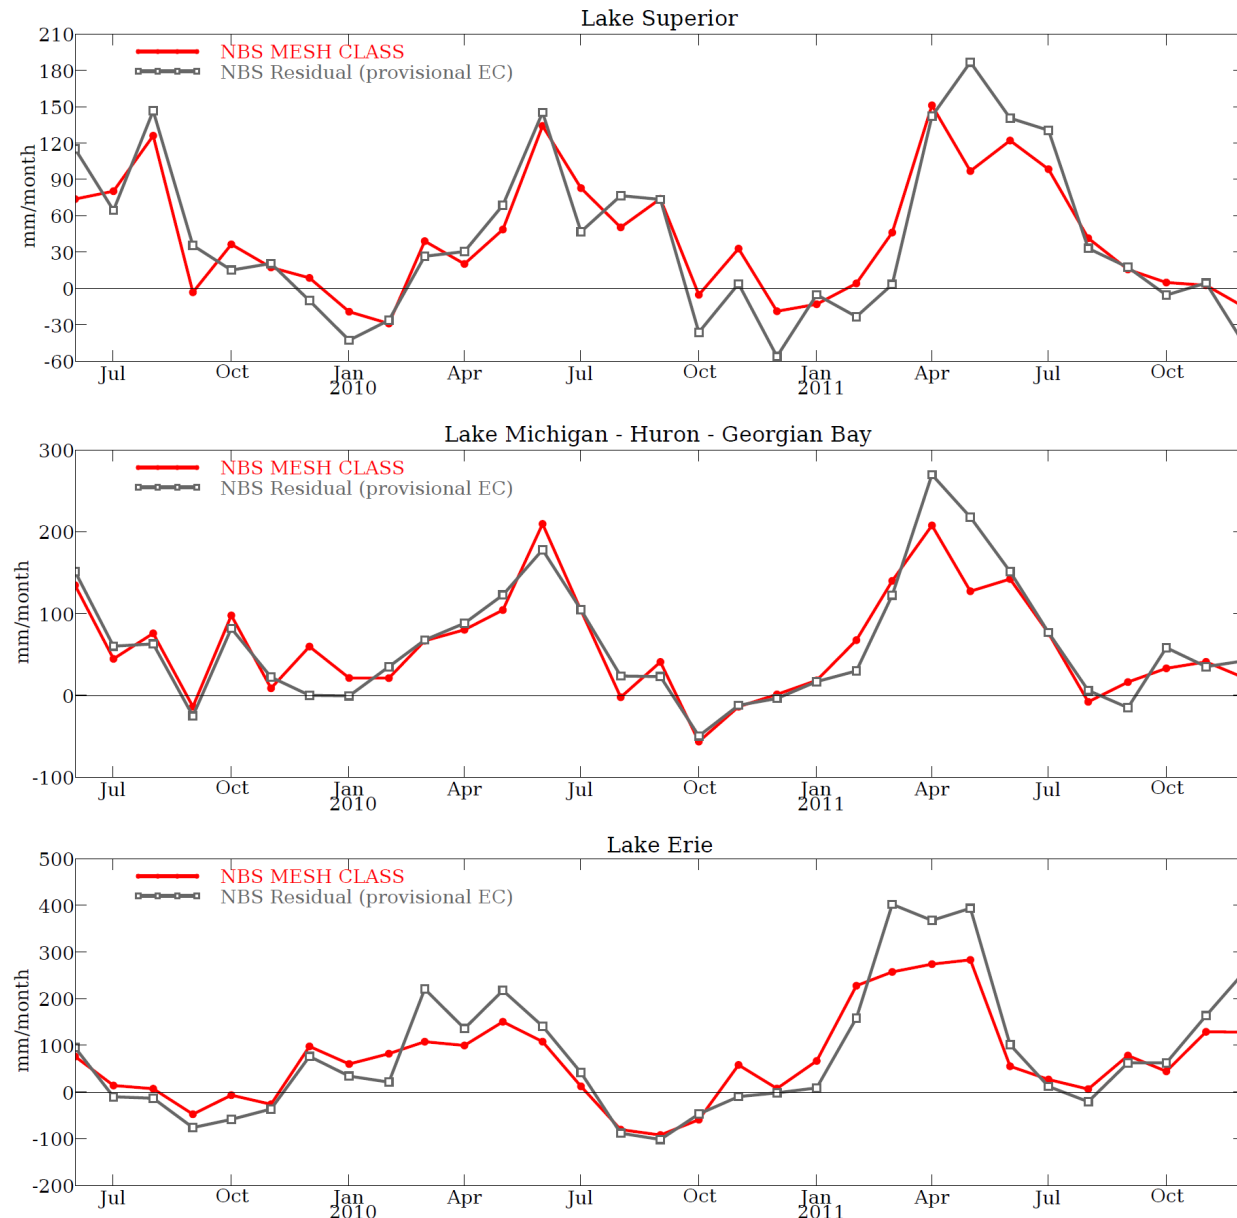 Lake Superior
210
180
150
120
90
60
30
0
-30
-60
mm/month
NBS MESH CLASS
NBS Residual (provisional EC)
Jul Oct Jan Apr Jul Oct Jan Apr Jul Oct
2010 2011
Lake Michigan - Huron - Georgian Bay
300
200
100
0
-100
mm/month
NBS MESH CLASS
NBS Residual (provisional EC)
Jul Oct Jan Apr Jul Oct Jan Apr Jul Oct
2010 2011
Lake Erie
500
400
300
200
100
0
-100
-200
mm/month
NBS MESH CLASS
NBS Residual (provisional EC)
Jul Oct Jan Apr Jul Oct Jan Apr Jul Oct
2010 2011